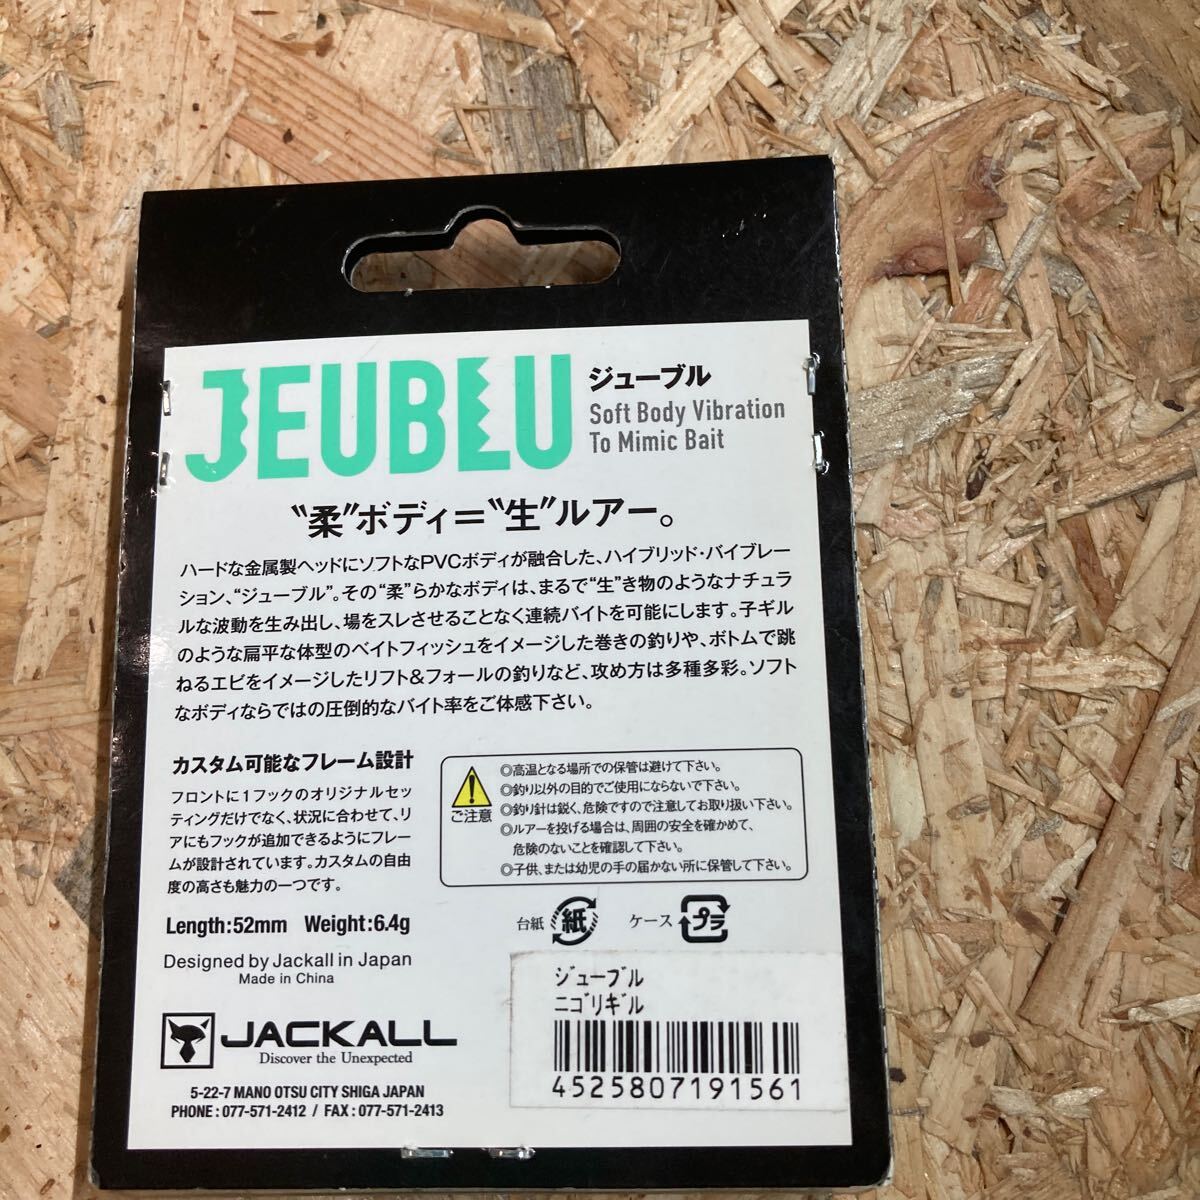 JEUBLU
ジューブル
Soft Body Vibration
To Mimic Bait
“柔”ボディ=“生”ルアー。
ハードな金属製ヘッドにソフトなPVCボディが融合した、ハイブリッド・バイブレー
ション、“ジューブル”。その“柔”らかなボディは、まるで“生”き物のようなナチュラ
ルな波動を生み出し、場をスレさせることなく連続バイトを可能にします。子ギル
のような扁平な体型のベイトフィッシュをイメージした巻きの釣りや、ボトムで跳
ねるエビをイメージしたリフト&フォールの釣りなど、攻め方は多種多彩。ソフト
なボディならではの圧倒的なバイト率をご体感下さい。
カスタム可能なフレーム設計
フロントに1フックのオリジナルセッ
ティングだけでなく、状況に合わせて、リ
アにもフックが追加できるようにフレー
ムが設計されています。カスタムの自由
度の高さも魅力の一つです。
ご注意
◎高温となる場所での保管は避けて下さい。
◎釣り以外の目的でご使用にならないで下さい。
◎釣り針は鋭く、危険ですので注意してお取り扱い下さい。
◎ルアーを投げる場合は、周囲の安全を確かめて、
危険のないことを確認して下さい。
◎子供、または幼児の手の届かない所に保管して下さい。
Length:52mm Weight:6.4g
台紙 紙 ケース プラ
Designed by Jackall in Japan
Made in China
JACKALL
Discover the Unexpected
5-22-7 MANO OTSU CITY SHIGA JAPAN
PHONE : 077-571-2412 / FAX : 077-571-2413
ジューブル
ニゴリギル
4525807191561